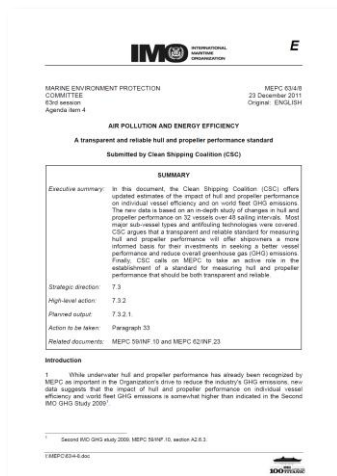 IMO
INTERNATIONAL
MARITIME
ORGANIZATION
E
MARINE ENVIRONMENT PROTECTION
COMMITTEE
63rd session
Agenda item 4
MEPC 63/4/8
23 December 2011
Original: ENGLISH
AIR POLLUTION AND ENERGY EFFICIENCY
A transparent and reliable hull and propeller performance standard
Submitted by Clean Shipping Coalition (CSC)
SUMMARY
Executive summary: In this document, the Clean Shipping Coalition (CSC) offers
updated estimates of the impact of hull and propeller performance
on individual vessel efficiency and on world fleet GHG emissions.
The new data is based on an in-depth study of changes in hull and
propeller performance on 32 vessels over 48 sailing intervals. Most
major sub-vessel types and antifouling technologies were covered.
CSC argues that a transparent and reliable standard for measuring
hull and propeller performance will offer shipowners a more
informed basis for their investments in seeking a better vessel
performance and reduce overall greenhouse gas (GHG) emissions.
Finally, CSC calls on MEPC to take an active role in the
establishment of a standard for measuring hull and propeller
performance that should be both transparent and reliable.
Strategic direction: 7.3
High-level action: 7.3.2
Planned output: 7.3.2.1
Action to be taken: Paragraph 33
Related documents: MEPC 59/INF.10 and MEPC 62/INF.23
Introduction
1 While underwater hull and propeller performance has already been recognized by
MEPC as important in the Organization's drive to reduce the industry's GHG emissions, new
data suggests that the impact of hull and propeller performance on individual vessel
efficiency and world fleet GHG emissions is somewhat higher than indicated in the Second
IMO GHG Study 2009¹.
¹ Second IMO GHG study 2009. MEPC 59/INF.10, section A2.6.3.
I:\MEPC\63\4-8.doc
100